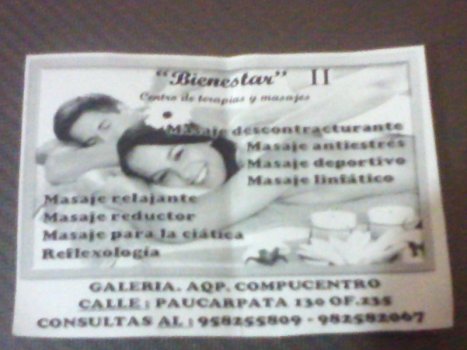 "Bienestar" II
Centro de terapias y masajes
Masaje descontracturante
Masaje antiestrés
Masaje deportivo
Masaje linfático
Masaje relajante
Masaje reductor
Masaje para la ciática
Reflexología
GALERIA. AQP. COMPUCENTRO
CALLE : PAUCARPATA 130 OF.235
CONSULTAS AL : 958255809 - 982582067